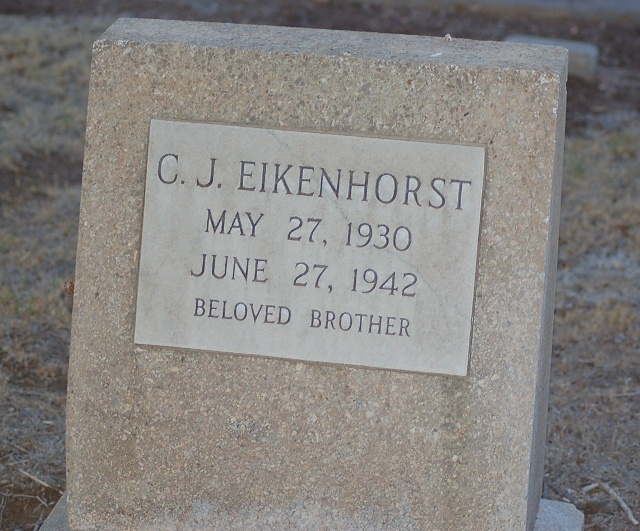 C. J. EIKENHORST
MAY 27, 1930
JUNE 27, 1942
BELOVED BROTHER